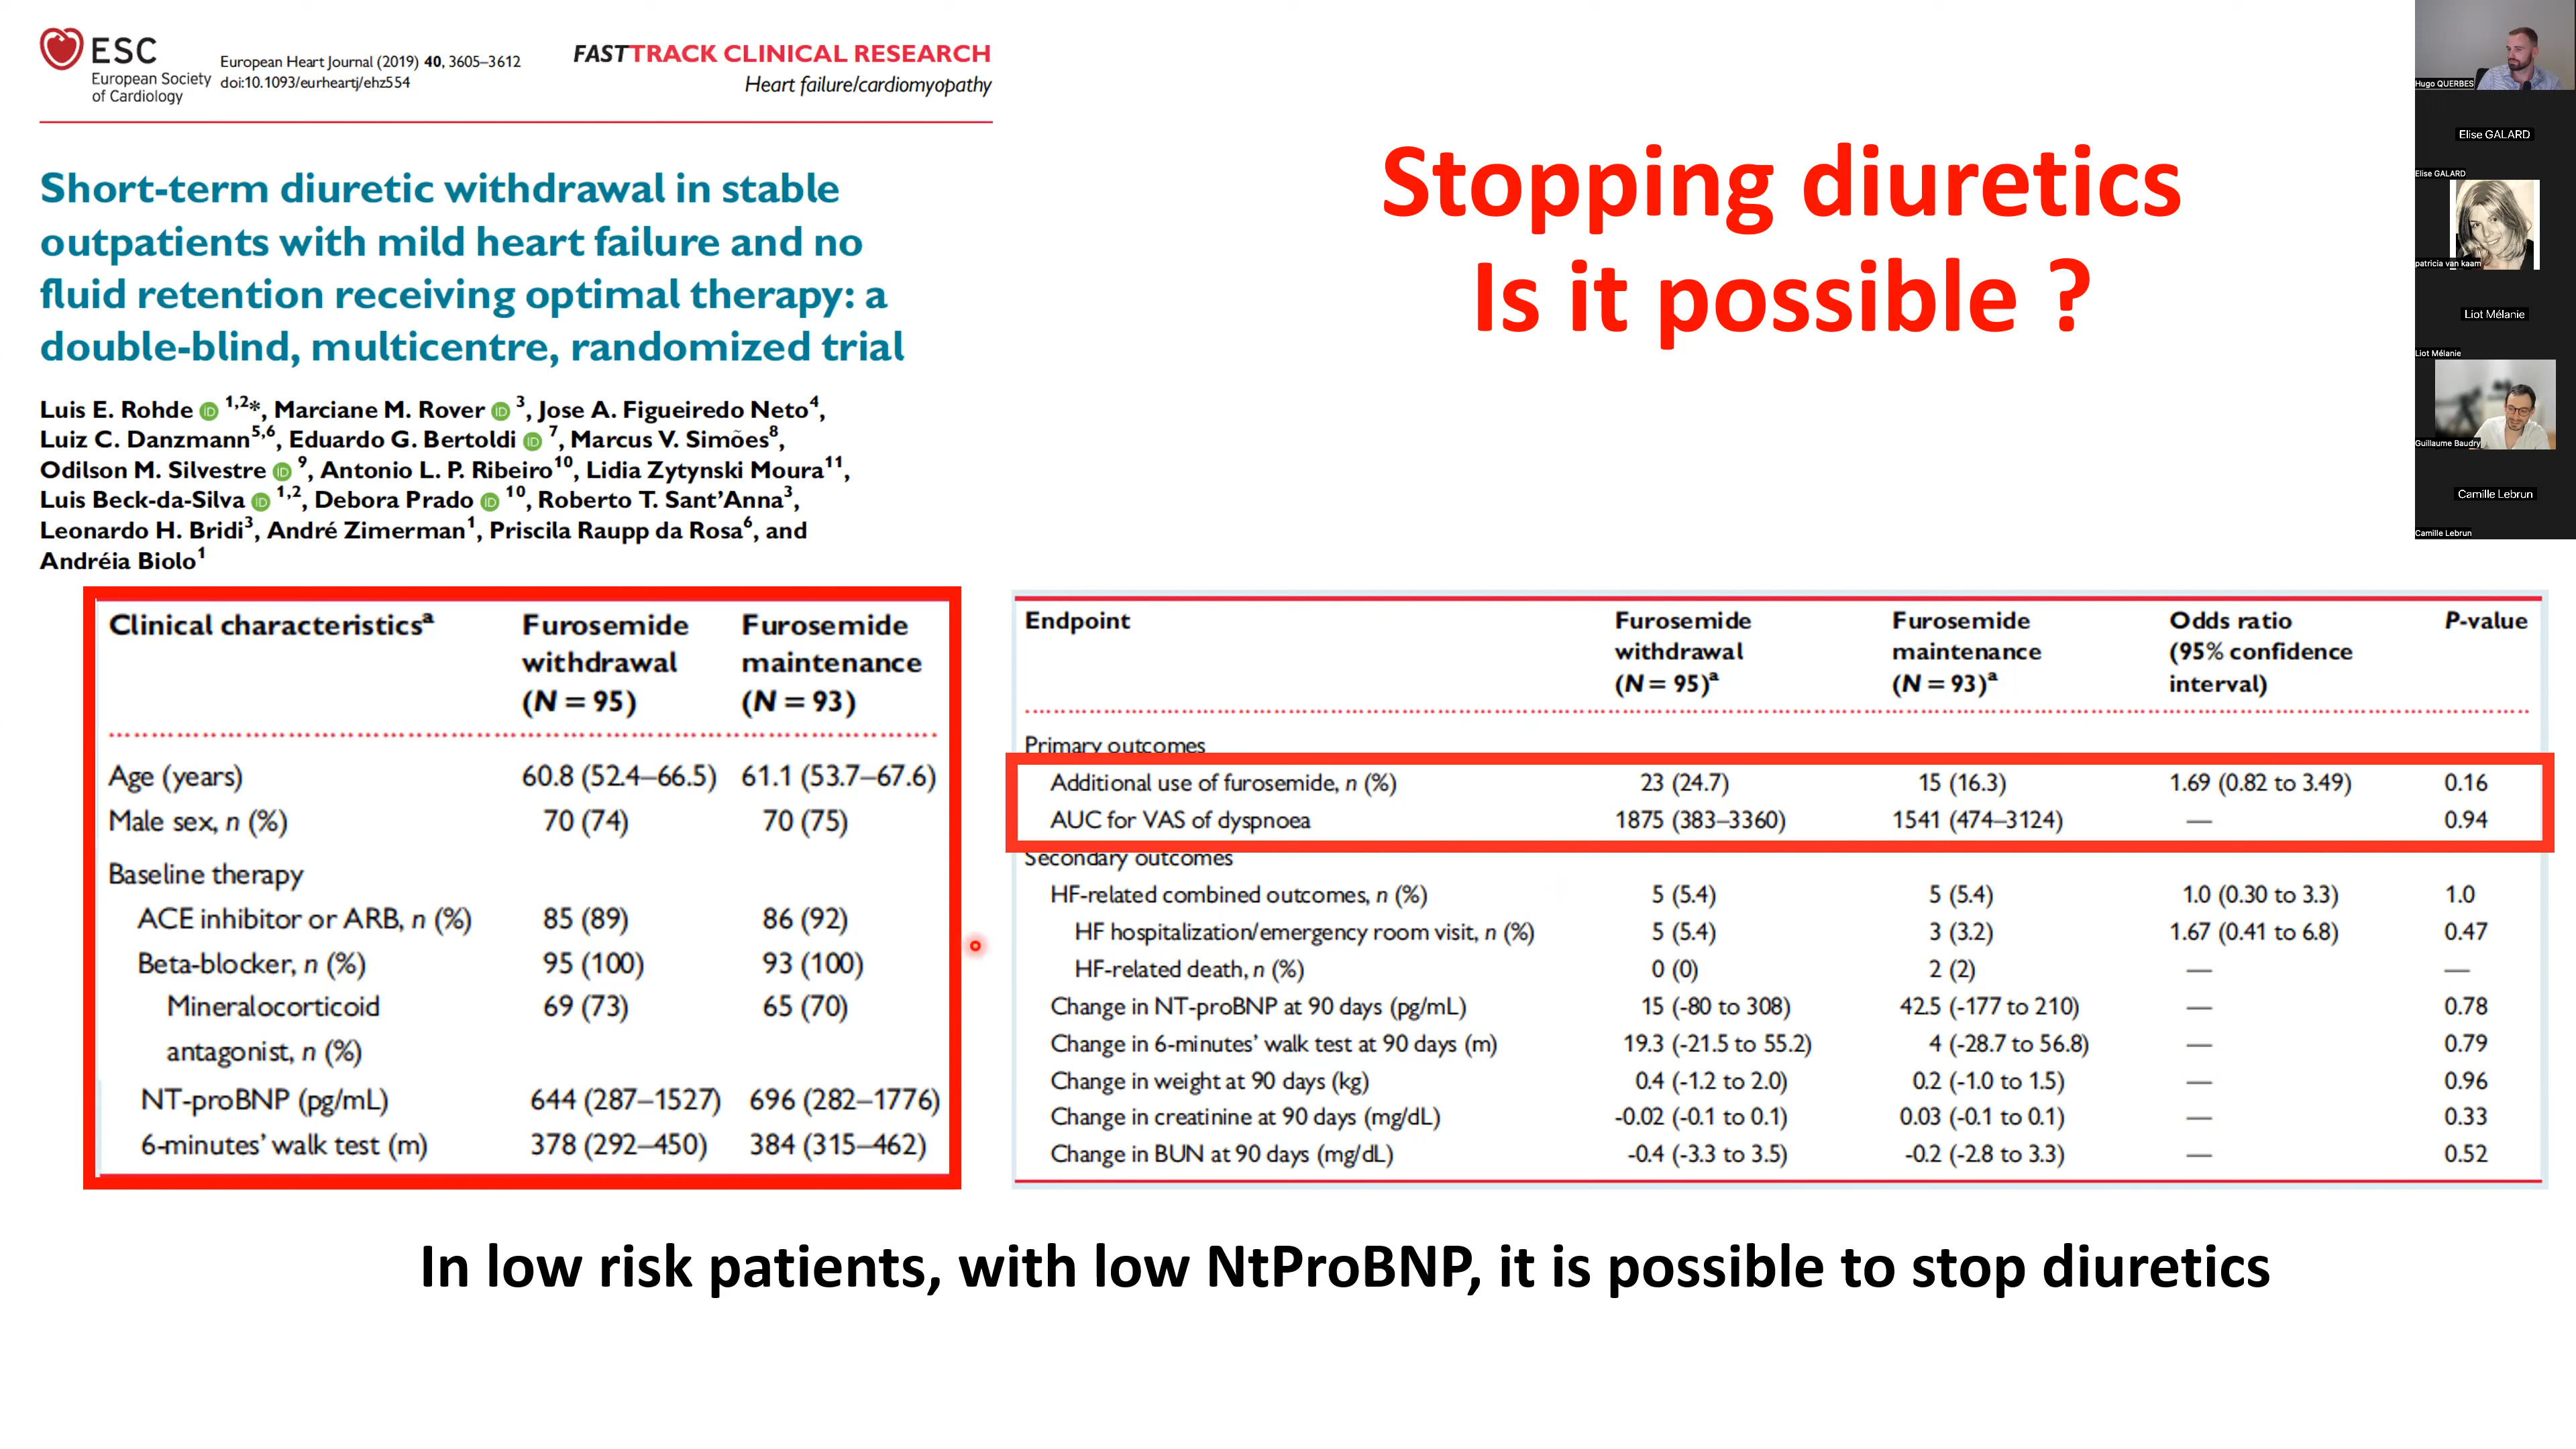 ESC
European Society
of Cardiology
European Heart Journal (2019) 40, 3605–3612
doi:10.1093/eurheartj/ehz554
FASTTRACK CLINICAL RESEARCH
Heart failure/cardiomyopathy
Short-term diuretic withdrawal in stable
outpatients with mild heart failure and no
fluid retention receiving optimal therapy: a
double-blind, multicentre, randomized trial
Luis E. Rohde iD 1,2*, Marciane M. Rover iD 3, Jose A. Figueiredo Neto4,
Luiz C. Danzmann5,6, Eduardo G. Bertoldi iD 7, Marcus V. Simões8,
Odilson M. Silvestre iD 9, Antonio L. P. Ribeiro10, Lidia Zytynski Moura11,
Luis Beck-da-Silva iD 1,2, Debora Prado iD 10, Roberto T. Sant'Anna3,
Leonardo H. Bridi3, André Zimerman1, Priscila Raupp da Rosa6, and
Andréia Biolo1
Stopping diuretics
Is it possible ?
Hugo QUERBES
Elise GALARD
Elise GALARD
patricia van kaam
Liot Mélanie
Liot Mélanie
Guillaume Baudry
Camille Lebrun
Camille Lebrun
Clinical characteristicsa Furosemide withdrawal (N = 95) Furosemide maintenance (N = 93)
Age (years) 60.8 (52.4–66.5) 61.1 (53.7–67.6)
Male sex, n (%) 70 (74) 70 (75)
Baseline therapy
ACE inhibitor or ARB, n (%) 85 (89) 86 (92)
Beta-blocker, n (%) 95 (100) 93 (100)
Mineralocorticoid 69 (73) 65 (70)
antagonist, n (%)
NT-proBNP (pg/mL) 644 (287–1527) 696 (282–1776)
6-minutes' walk test (m) 378 (292–450) 384 (315–462)
Endpoint Furosemide withdrawal (N = 95)a Furosemide maintenance (N = 93)a Odds ratio (95% confidence interval) P-value
Primary outcomes
Additional use of furosemide, n (%) 23 (24.7) 15 (16.3) 1.69 (0.82 to 3.49) 0.16
AUC for VAS of dyspnoea 1875 (383–3360) 1541 (474–3124) — 0.94
Secondary outcomes
HF-related combined outcomes, n (%) 5 (5.4) 5 (5.4) 1.0 (0.30 to 3.3) 1.0
HF hospitalization/emergency room visit, n (%) 5 (5.4) 3 (3.2) 1.67 (0.41 to 6.8) 0.47
HF-related death, n (%) 0 (0) 2 (2) — —
Change in NT-proBNP at 90 days (pg/mL) 15 (-80 to 308) 42.5 (-177 to 210) — 0.78
Change in 6-minutes' walk test at 90 days (m) 19.3 (-21.5 to 55.2) 4 (-28.7 to 56.8) — 0.79
Change in weight at 90 days (kg) 0.4 (-1.2 to 2.0) 0.2 (-1.0 to 1.5) — 0.96
Change in creatinine at 90 days (mg/dL) -0.02 (-0.1 to 0.1) 0.03 (-0.1 to 0.1) — 0.33
Change in BUN at 90 days (mg/dL) -0.4 (-3.3 to 3.5) -0.2 (-2.8 to 3.3) — 0.52
In low risk patients, with low NtProBNP, it is possible to stop diuretics